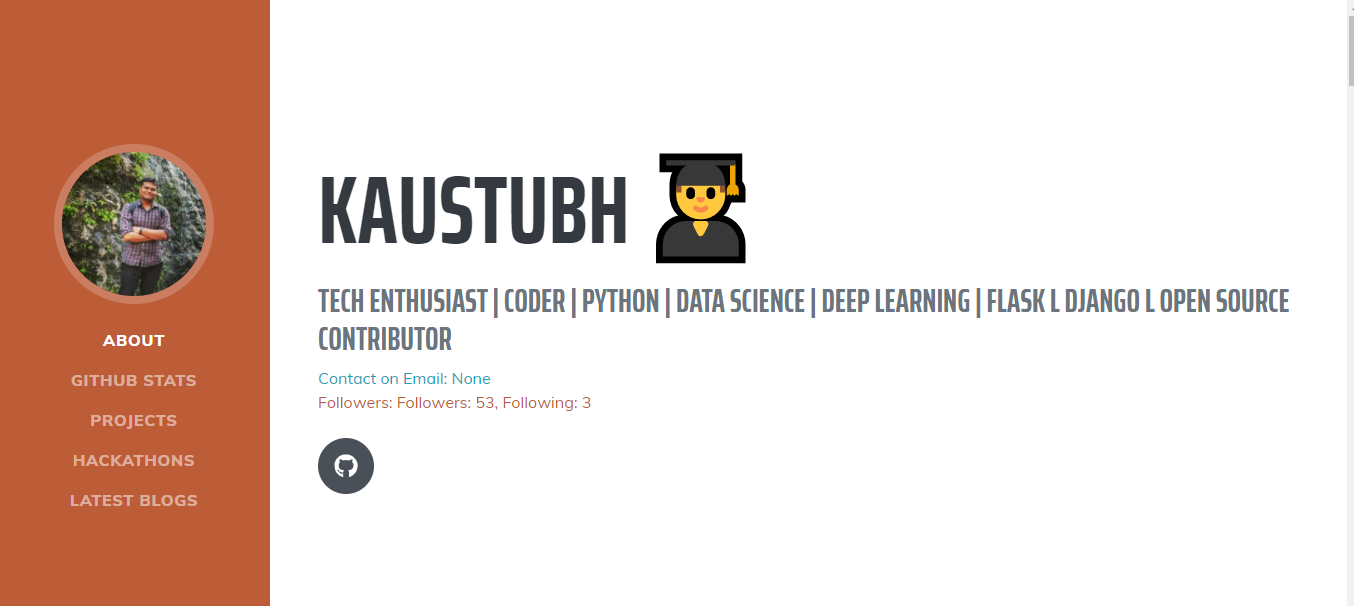 ABOUT
GITHUB STATS
PROJECTS
HACKATHONS
LATEST BLOGS
KAUSTUBH
TECH ENTHUSIAST | CODER | PYTHON | DATA SCIENCE | DEEP LEARNING | FLASK L DJANGO L OPEN SOURCE
CONTRIBUTOR
Contact on Email: None
Followers: Followers: 53, Following: 3